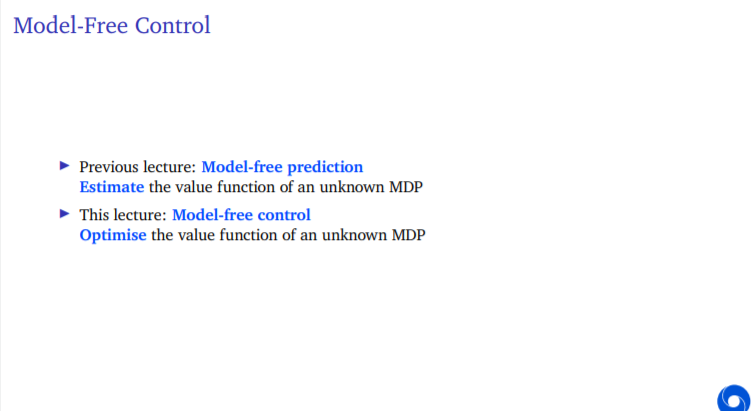 Model-Free Control
Previous lecture: Model-free prediction
Estimate the value function of an unknown MDP
This lecture: Model-free control
Optimise the value function of an unknown MDP